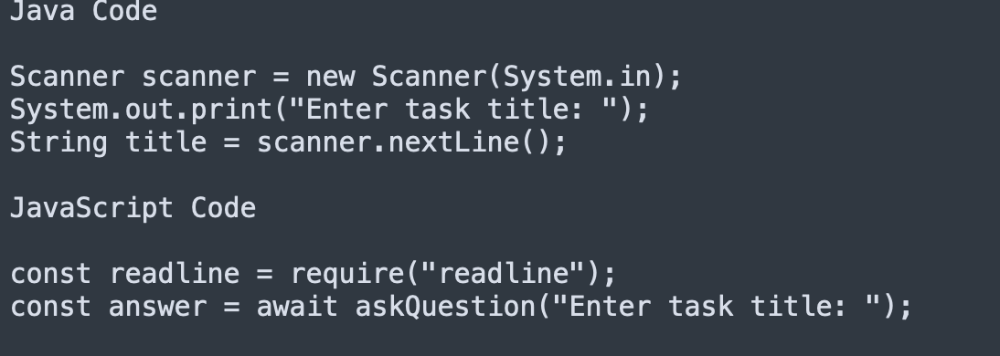 Java Code
Scanner scanner = new Scanner(System.in);
System.out.print("Enter task title: ");
String title = scanner.nextLine();
JavaScript Code
const readline = require("readline");
const answer = await askQuestion("Enter task title: ");